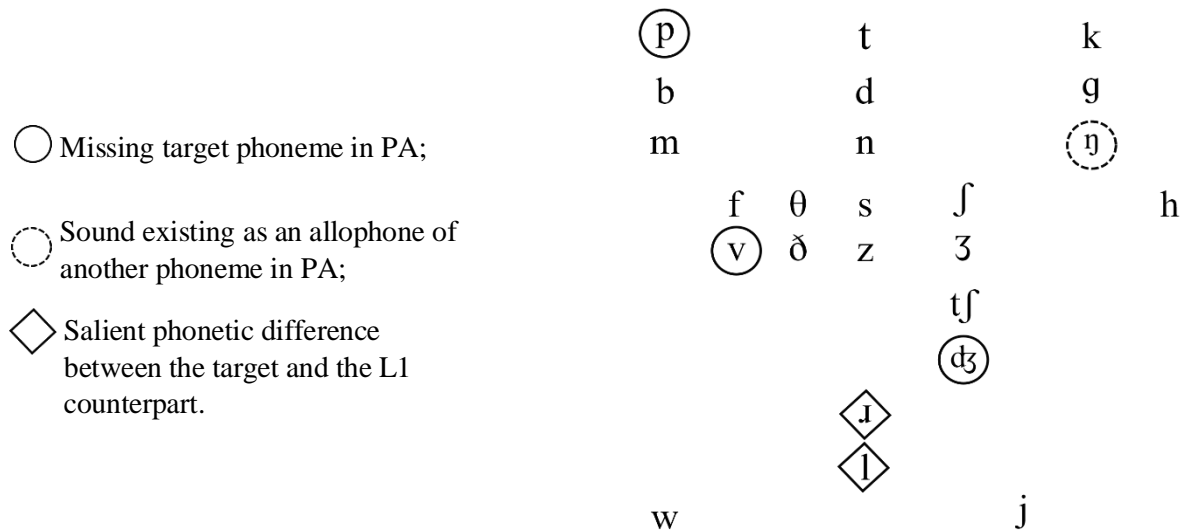 p t k
b d g
m n ŋ
f θ s ʃ h
v ð z ʒ
tʃ
ʤ
ɹ
l
w j
Missing target phoneme in PA;
Sound existing as an allophone of
another phoneme in PA;
Salient phonetic difference
between the target and the L1
counterpart.